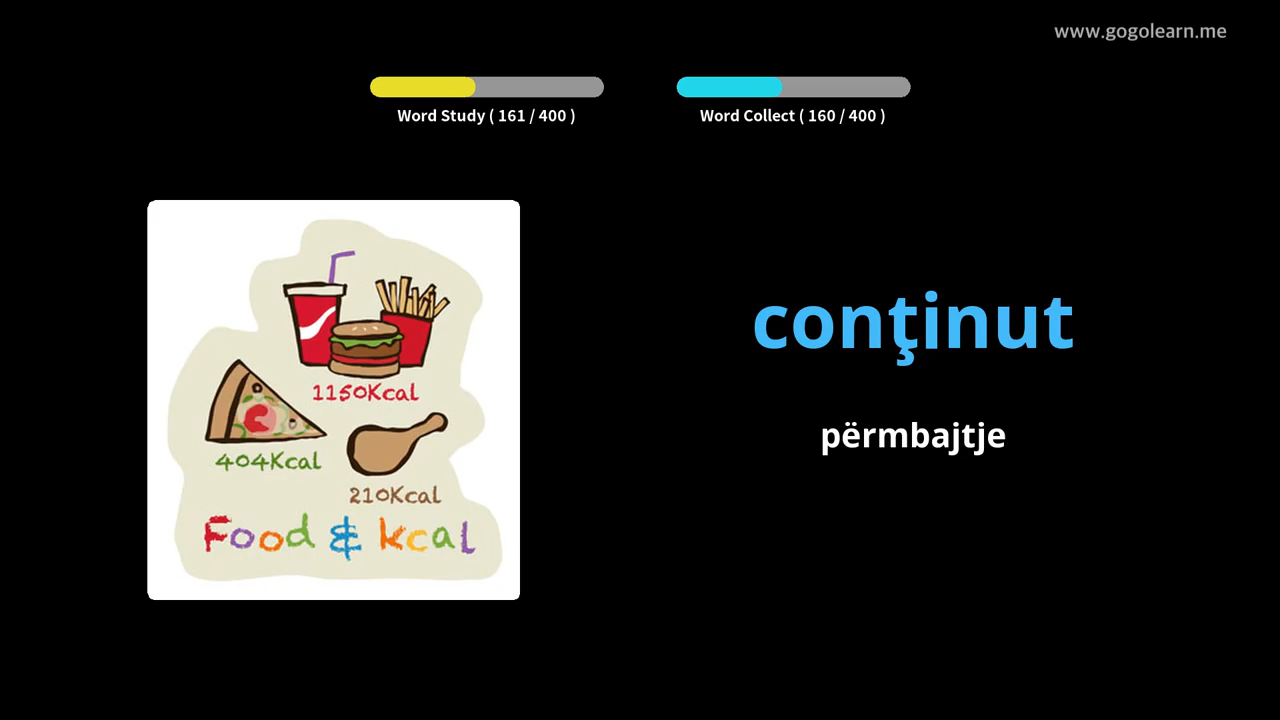 www.gogolearn.me
Word Study ( 161 / 400 )
Word Collect ( 160 / 400 )
1150Kcal
404Kcal
210Kcal
Food & kcal
conţinut
përmbajtje